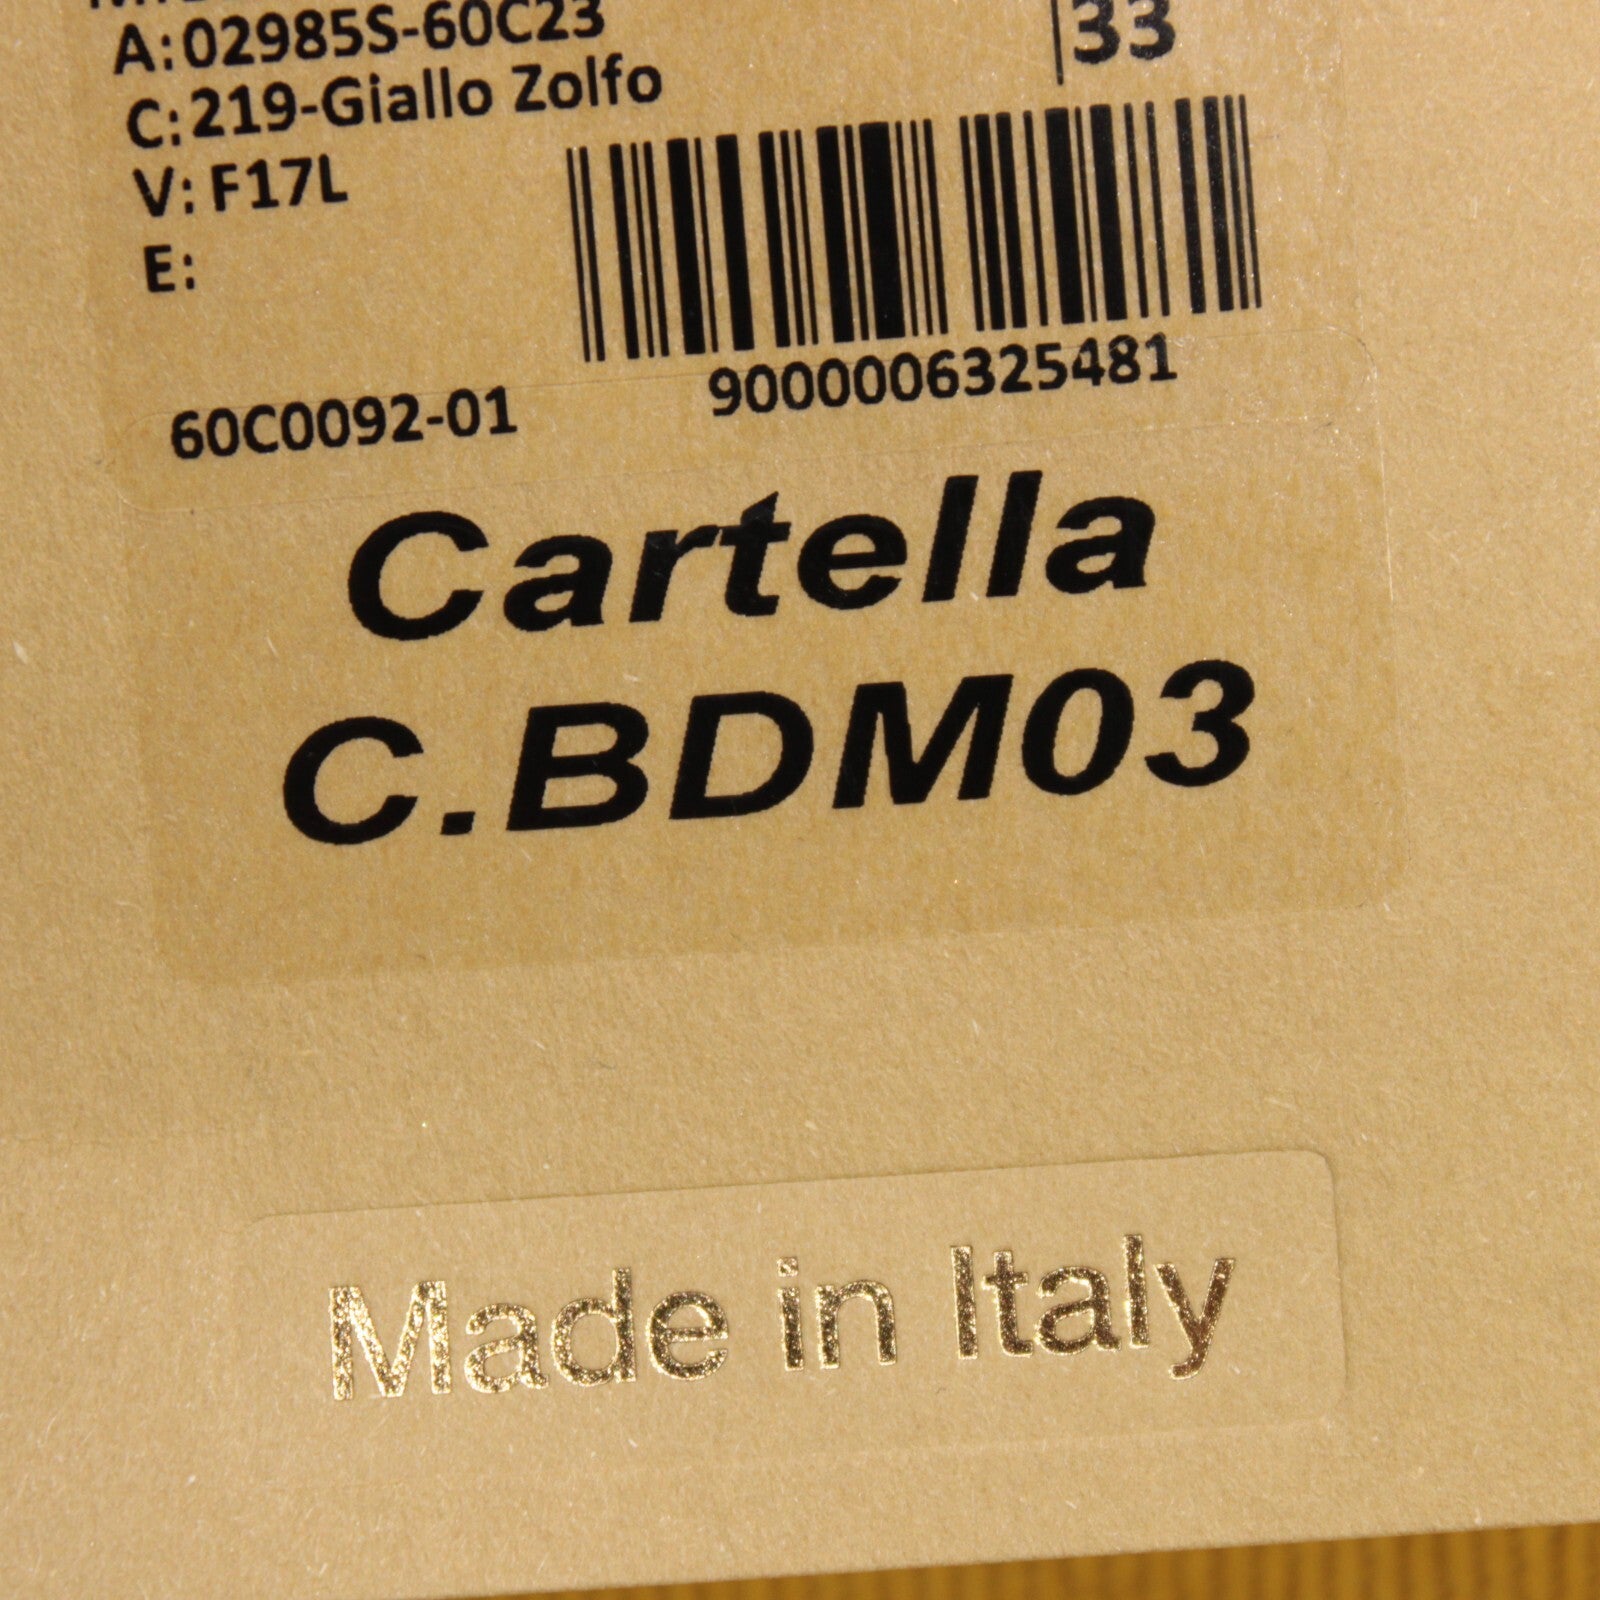 A:02985S-60C23
33
C:219-Giallo Zolfo
V: F17L
E:
60C0092-01
9000006325481
Cartella
C.BDM03
Made in Italy